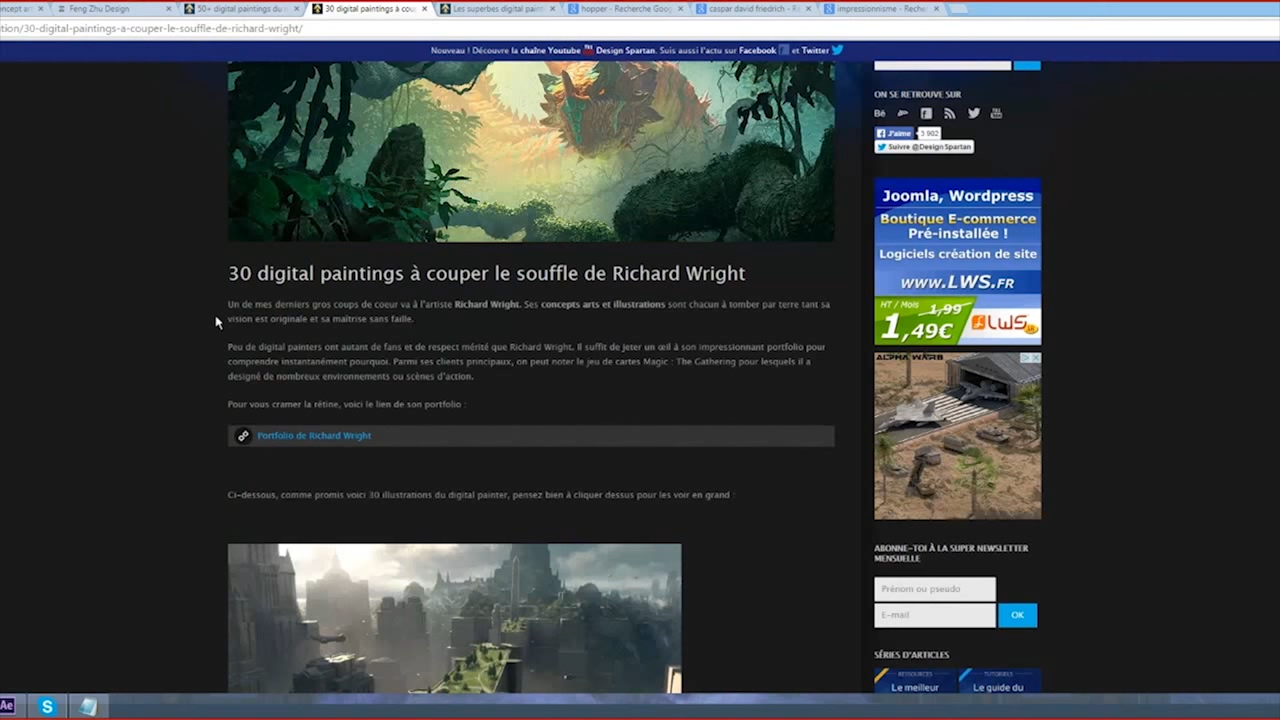 ncept ar
Feng Zhu Design
50+ digital paintings du n
30 digital paintings à cou
Les superbes digital paint
hopper - Recherche Goog
caspar david friedrich - R
impressionnisme - Reche
tion/30-digital-paintings-a-couper-le-souffle-de-richard-wright/
Nouveau ! Découvre la chaîne Youtube Design Spartan. Suis aussi l'actu sur Facebook et Twitter
30 digital paintings à couper le souffle de Richard Wright
Un de mes derniers gros coups de coeur va à l'artiste Richard Wright. Ses concepts arts et illustrations sont chacun à tomber par terre tant sa
vision est originale et sa maîtrise sans faille.
Peu de digital painters ont autant de fans et de respect mérité que Richard Wright. Il suffit de jeter un œil à son impressionnant portfolio pour
comprendre instantanément pourquoi. Parmi ses clients principaux, on peut noter le jeu de cartes Magic : The Gathering pour lesquels il a
designé de nombreux environnements ou scènes d'action.
Pour vous cramer la rétine, voici le lien de son portfolio :
Portfolio de Richard Wright
Ci-dessous, comme promis voici 30 illustrations du digital painter, pensez bien à cliquer dessus pour les voir en grand :
ON SE RETROUVE SUR
Bē
J'aime
3 902
Suivre @DesignSpartan
Joomla, Wordpress
Boutique E-commerce
Pré-installée !
Logiciels création de site
www.LWS.FR
HT / Mois
1,99
1,49€
LWS
ALPHA WARS
ABONNE-TOI À LA SUPER NEWSLETTER
MENSUELLE
Prénom ou pseudo
E-mail
OK
SÉRIES D'ARTICLES
RESSOURCES
Le meilleur
TUTORIELS
Le guide du
Ae
S